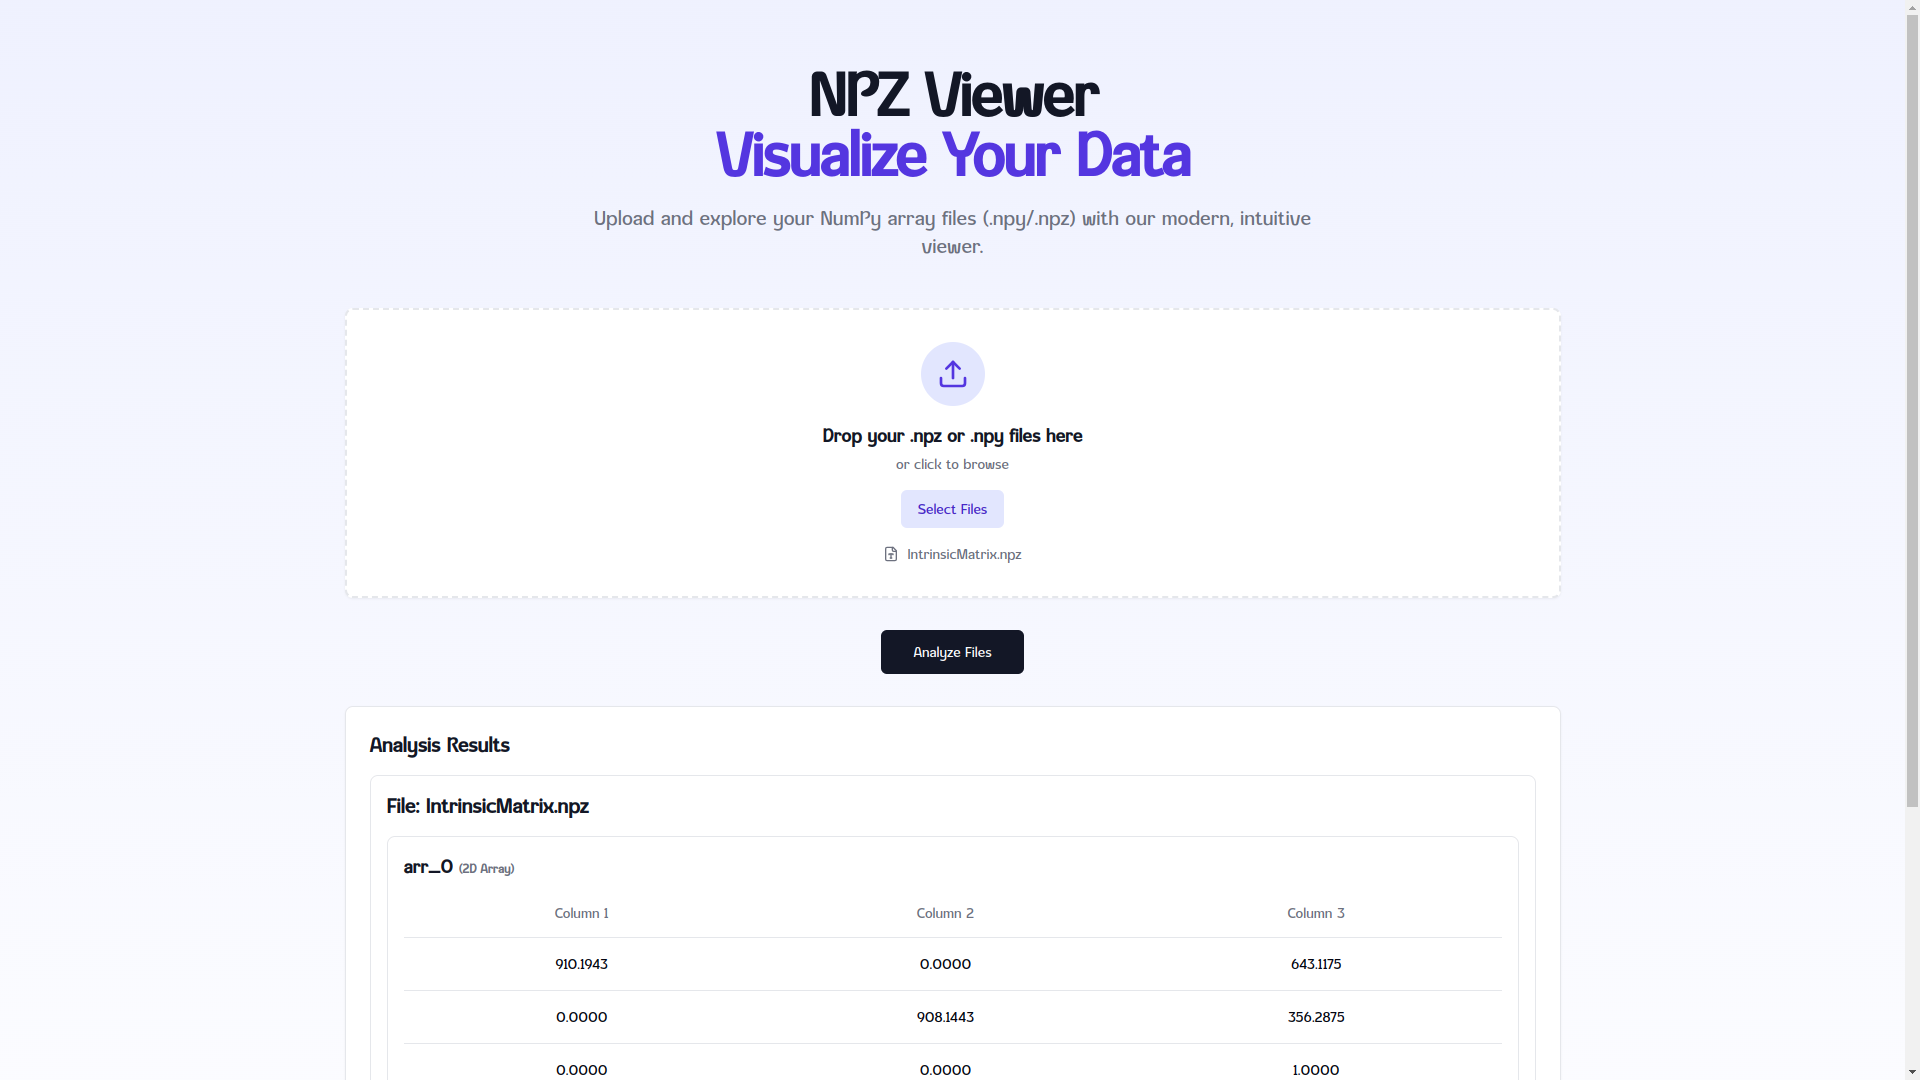 NPZ Viewer
Visualize Your Data
Upload and explore your NumPy array files (.npy/.npz) with our modern, intuitive
viewer.
Drop your .npz or .npy files here
or click to browse
Select Files
IntrinsicMatrix.npz
Analyze Files
Analysis Results
File: IntrinsicMatrix.npz
arr_0 (2D Array)
Column 1 Column 2 Column 3
910.1943 0.0000 643.1175
0.0000 908.1443 356.2875
0.0000 0.0000 1.0000